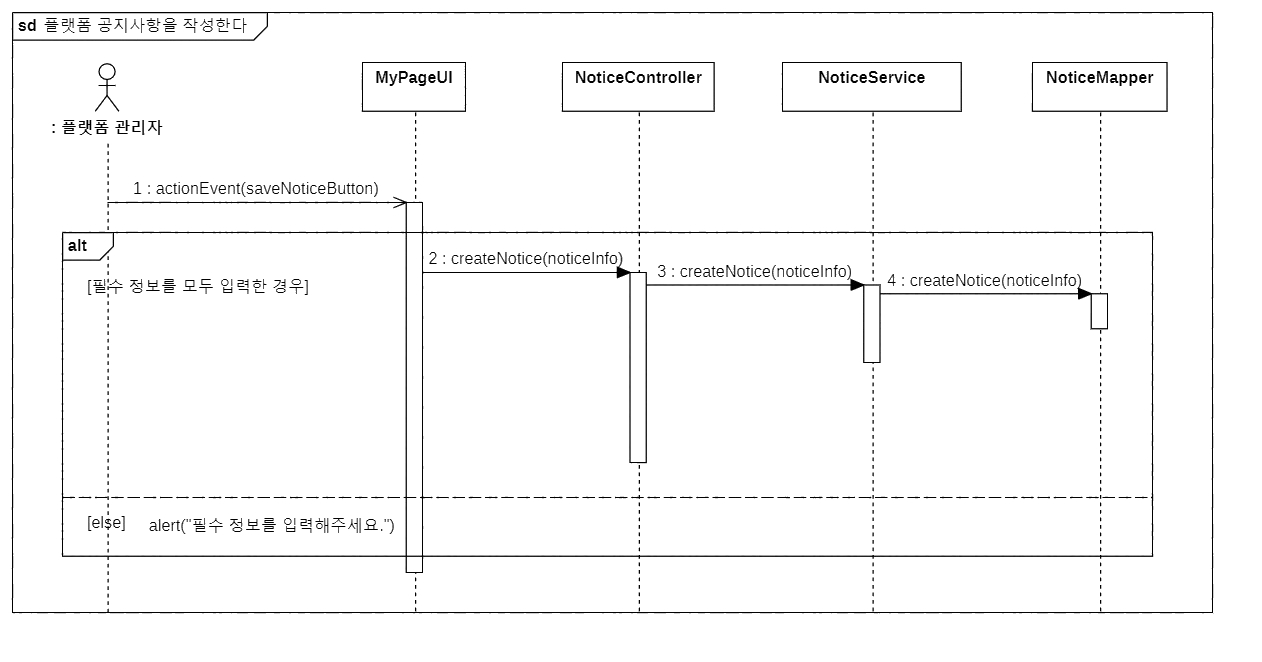 sd 플랫폼 공지사항을 작성한다
: 플랫폼 관리자
MyPageUI
NoticeController
NoticeService
NoticeMapper
1 : actionEvent(saveNoticeButton)
alt
2 : createNotice(noticeInfo)
3 : createNotice(noticeInfo)
4 : createNotice(noticeInfo)
[필수 정보를 모두 입력한 경우]
[else]
alert("필수 정보를 입력해주세요.")